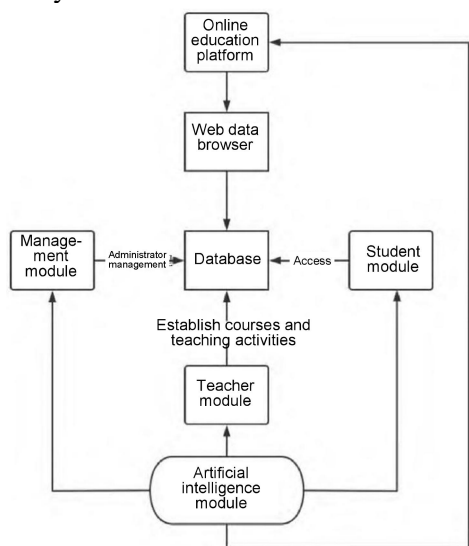 Online
education
platform
Web data
browser
Manage-
ment module
Administrator
management
Database
Access
Student
module
Establish courses and
teaching activities
Teacher
module
Artificial
intelligence
module